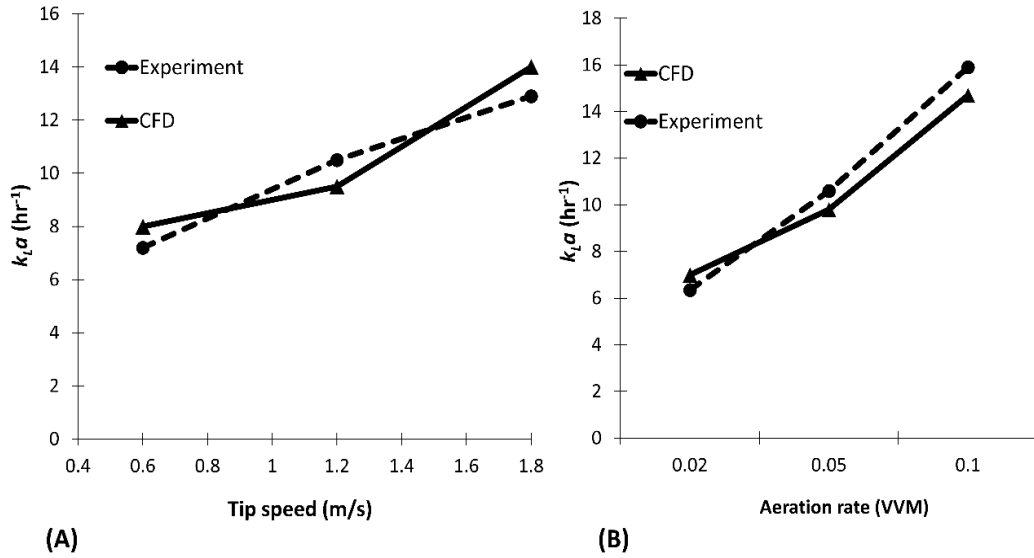 16
14
12
10
8
6
4
2
0
k_L a (hr⁻¹)
Experiment
CFD
0.4 0.6 0.8 1 1.2 1.4 1.6 1.8
Tip speed (m/s)
(A)
18
16
14
12
10
8
6
4
2
0
k_L a (hr⁻¹)
CFD
Experiment
0.02 0.05 0.1
Aeration rate (VVM)
(B)